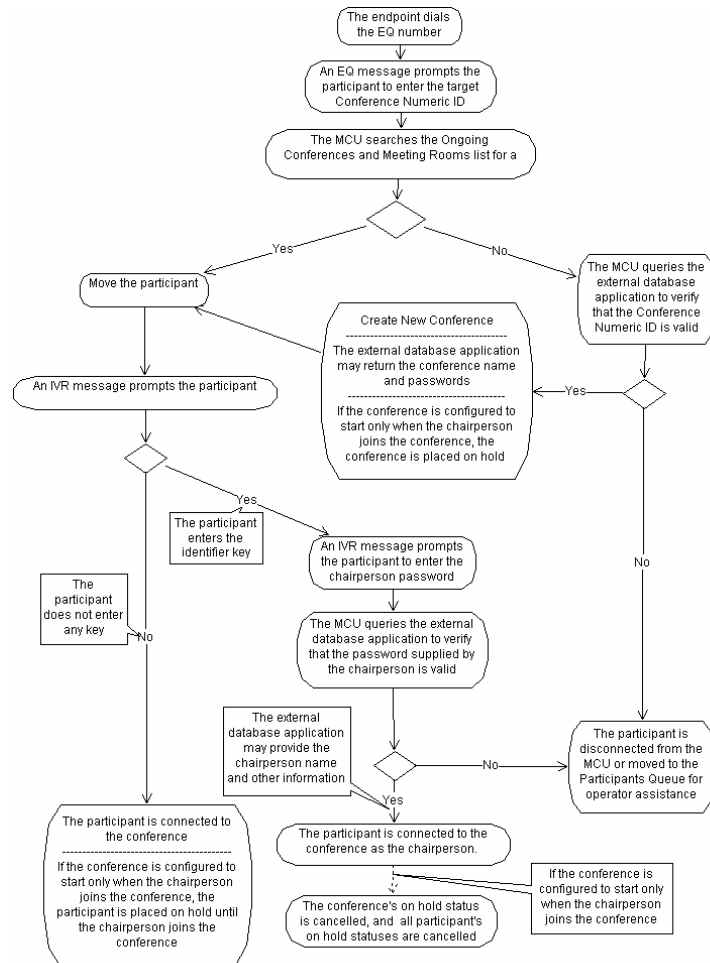 The endpoint dials
the EQ number
An EQ message prompts the
participant to enter the target
Conference Numeric ID
The MCU searches the Ongoing
Conferences and Meeting Rooms list for a
Yes
No
Move the participant
The MCU queries the
external database
application to verify
that the Conference
Numeric ID is valid
Create New Conference
----------------------------------------
The external database application
may return the conference name
and passwords
----------------------------------------
If the conference is configured to
start only when the chairperson
joins the conference, the
conference is placed on hold
Yes
An IVR message prompts the participant
Yes
The participant
enters the
identifier key
An IVR message prompts
the participant to enter the
chairperson password
No
The
participant
does not enter
any key
No
The MCU queries the external
database application to verify
that the password supplied by
the chairperson is valid
The external
database application
may provide the
chairperson name
and other information
No
The participant is
disconnected from the
MCU or moved to the
Participants Queue for
operator assistance
Yes
The participant is connected to
the conference
----------------------------------------
If the conference is configured to
start only when the chairperson
joins the conference, the
participant is placed on hold until
the chairperson joins the
conference
The participant is connected to the
conference as the chairperson.
If the conference is
configured to start only
when the chairperson
joins the conference
The conference's on hold status
is cancelled, and all participant's
on hold statuses are cancelled